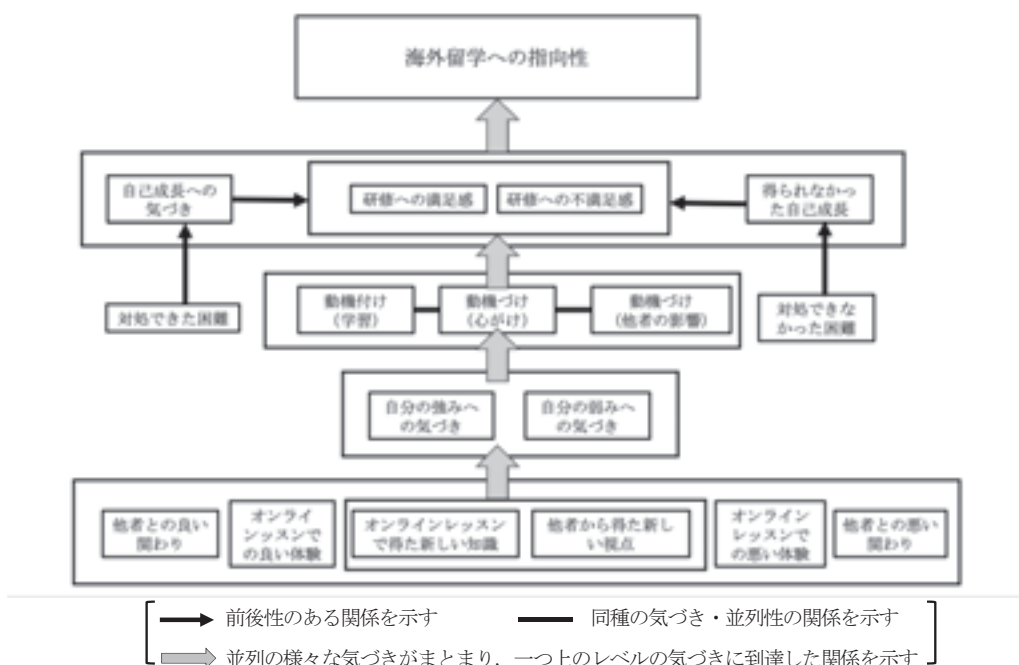 海外留学への指向性
自己成長への
気づき
研修への満足感
研修への不満足感
得られなかっ
た自己成長
対処できた困難
動機付け
(学習)
動機づけ
(心がけ)
動機づけ
(他者の影響)
対処できな
かった困難
自分の強みへ
の気づき
自分の弱みへ
の気づき
他者との良い
関わり
オンライ
ンレッスンで
の良い体験
オンラインレッスン
で得た新しい知識
他者から得た新し
い視点
オンライン
レッスンで
の悪い体験
他者との悪い
関わり
前後性のある関係を示す
同種の気づき・並列性の関係を示す
並列の様々な気づきがまとまり，一つ上のレベルの気づきに到達した関係を示す